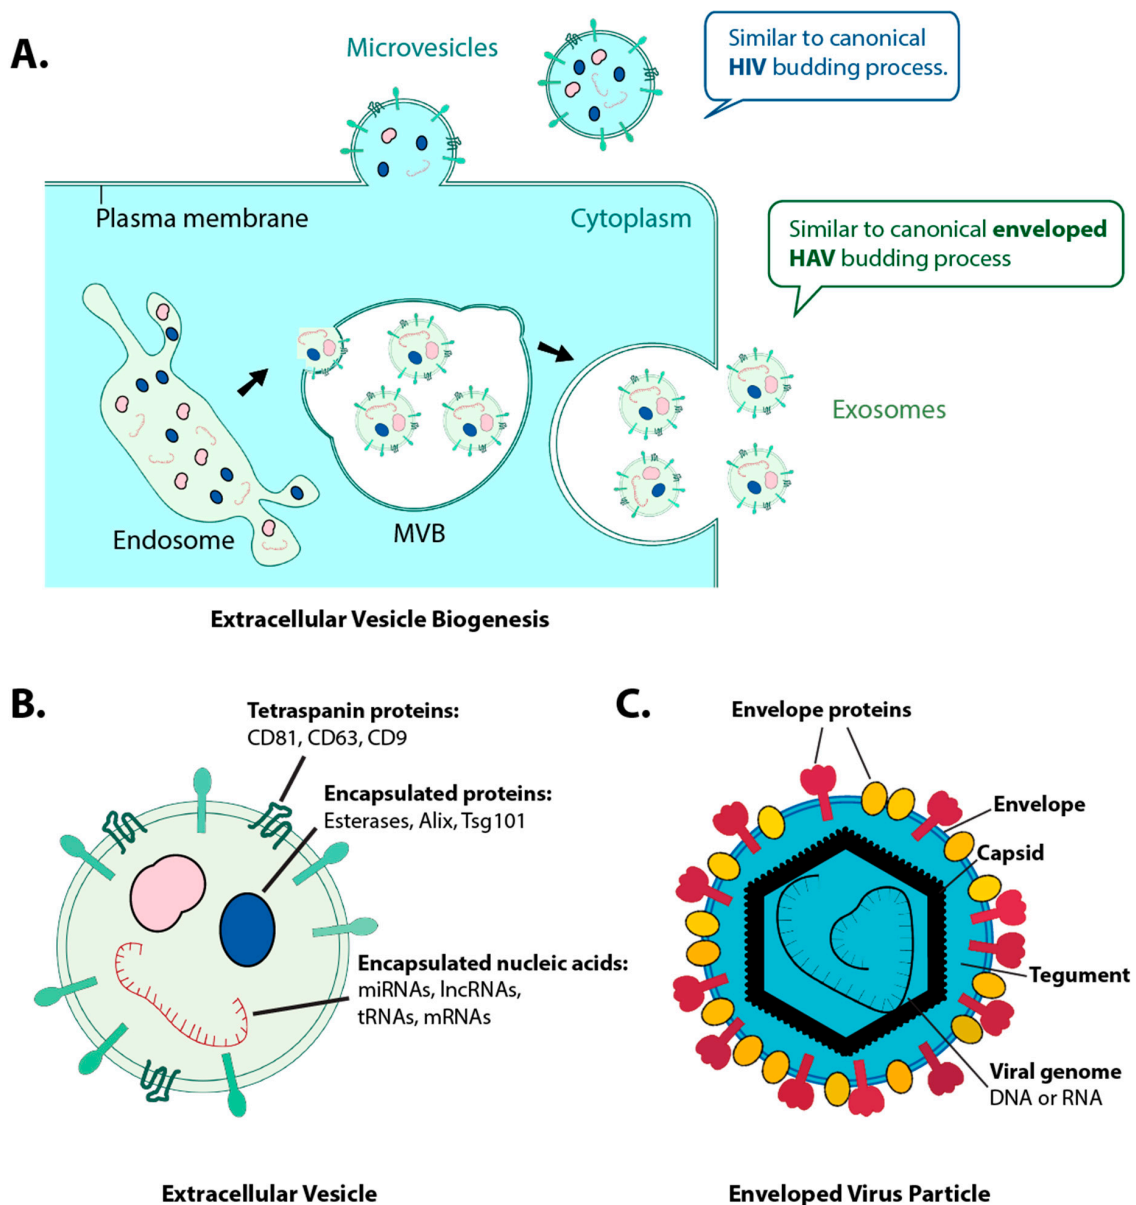 A.
Microvesicles
Similar to canonical
HIV budding process.
Plasma membrane
Cytoplasm
Similar to canonical enveloped
HAV budding process
Exosomes
Endosome
MVB
Extracellular Vesicle Biogenesis
B.
Tetraspanin proteins:
CD81, CD63, CD9
Encapsulated proteins:
Esterases, Alix, Tsg101
Encapsulated nucleic acids:
miRNAs, lncRNAs,
tRNAs, mRNAs
Extracellular Vesicle
C.
Envelope proteins
Envelope
Capsid
Tegument
Viral genome
DNA or RNA
Enveloped Virus Particle